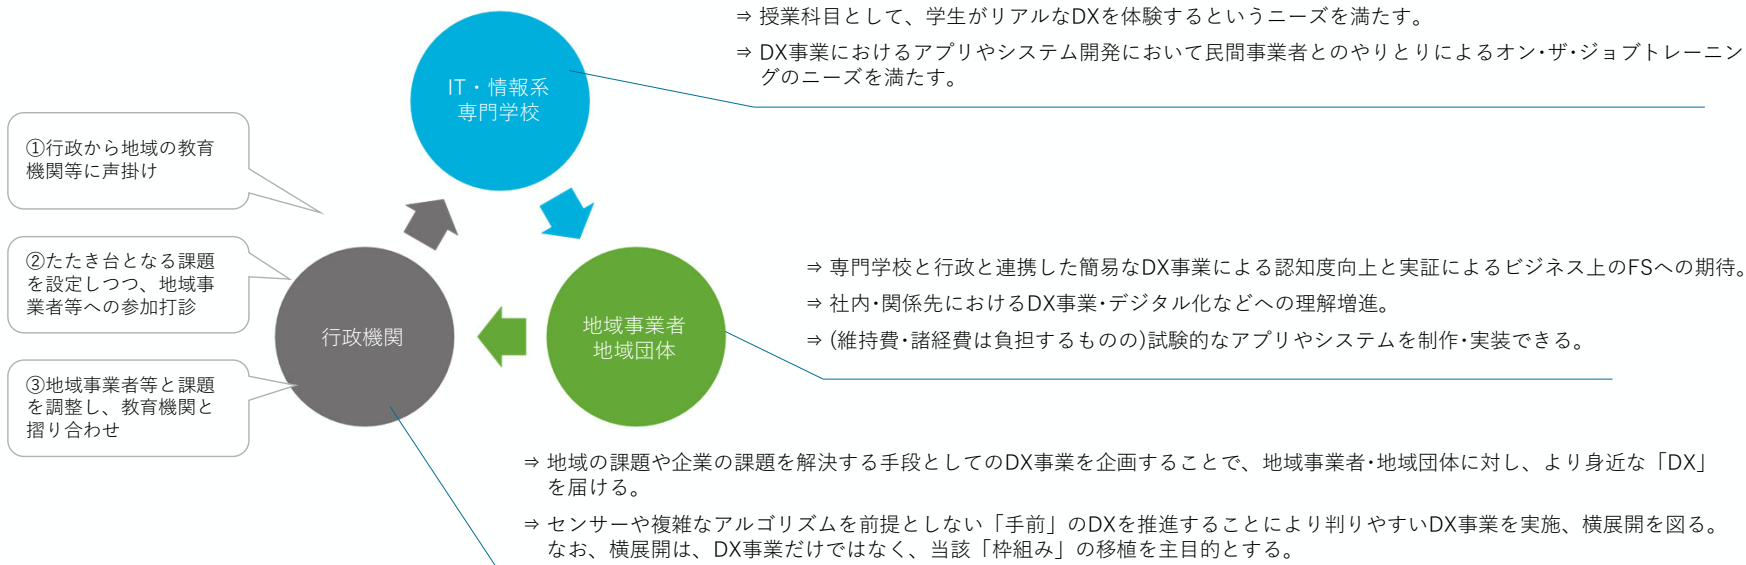 ⇒ 授業科目として、学生がリアルなDXを体験するというニーズを満たす。
⇒ DX事業におけるアプリやシステム開発において民間事業者とのやりとりによるオン・ザ・ジョブトレーニン
グのニーズを満たす。
IT・情報系
専門学校
①行政から地域の教育
機関等に声掛け
②たたき台となる課題
を設定しつつ、地域事
業者等への参加打診
③地域事業者等と課題
を調整し、教育機関と
摺り合わせ
行政機関
地域事業者
地域団体
⇒ 専門学校と行政と連携した簡易なDX事業による認知度向上と実証によるビジネス上のFSへの期待。
⇒ 社内・関係先におけるDX事業・デジタル化などへの理解増進。
⇒ (維持費・諸経費は負担するものの)試験的なアプリやシステムを制作・実装できる。
⇒ 地域の課題や企業の課題を解決する手段としてのDX事業を企画することで、地域事業者・地域団体に対し、より身近な「DX」
を届ける。
⇒ センサーや複雑なアルゴリズムを前提としない「手前」のDXを推進することにより判りやすいDX事業を実施、横展開を図る。
なお、横展開は、DX事業だけではなく、当該「枠組み」の移植を主目的とする。